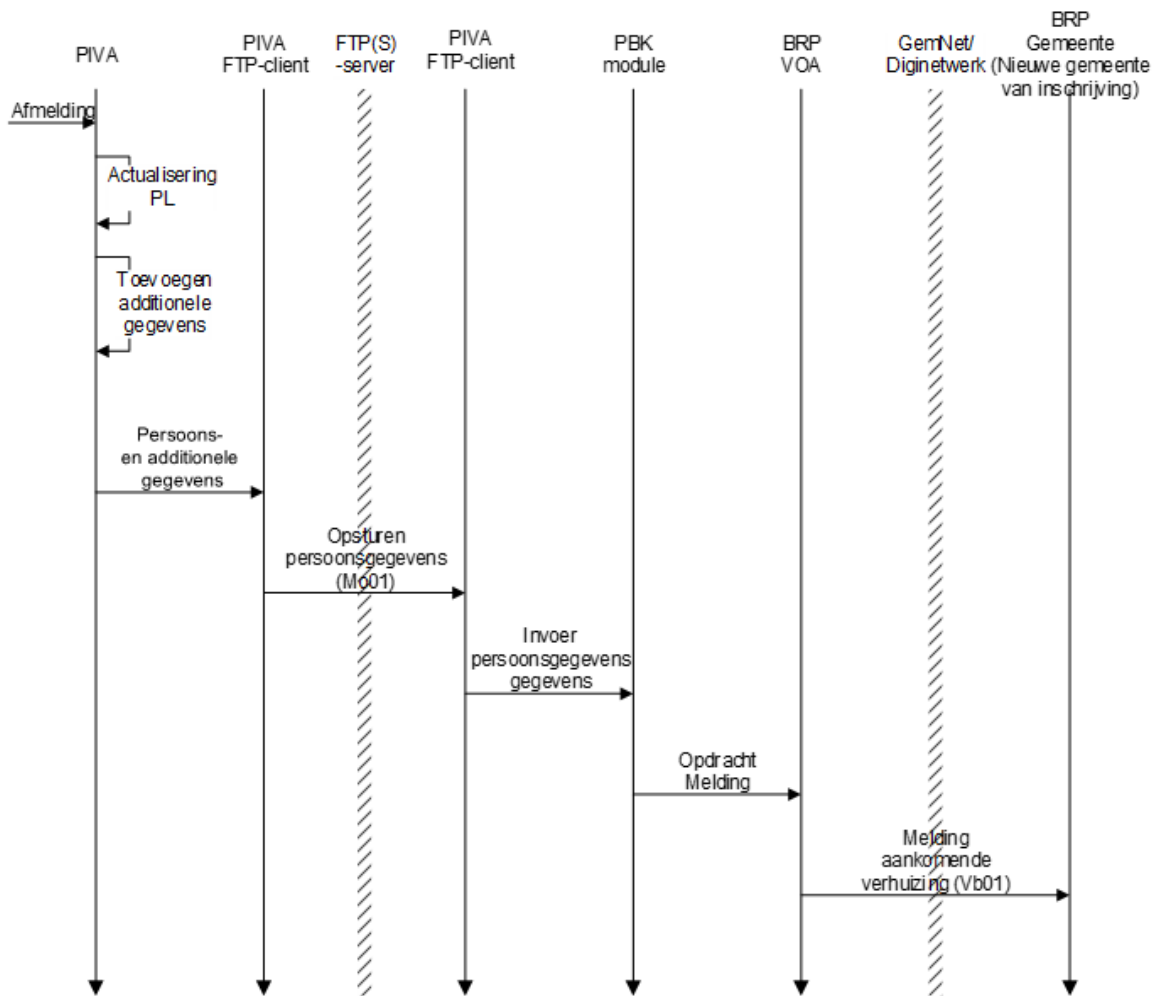 PIVA
PIVA
FTP-client
FTP(S)
-server
PIVA
FTP-client
PBK
module
BRP
VOA
GemNet/
Diginetwerk
BRP
Gemeente
(Nieuwe gemeente
van inschrijving)
Afmelding
Actualisering
PL
Toevoegen
additionele
gegevens
Persoons-
en additionele
gegevens
Opsturen
persoonsgegevens
(Mo01)
Invoer
persoonsgegevens
gegevens
Opdracht
Melding
Melding
aankomende
verhuizing (Vb01)